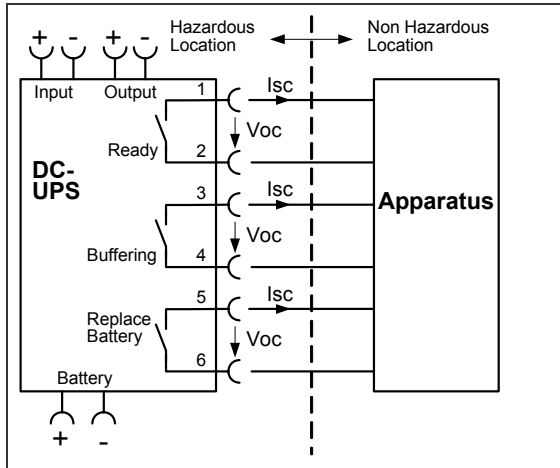 Hazardous Location
Non Hazardous Location
+ - + -
Input Output
DC-UPS
Ready
1
Isc
Voc
2
Buffering
3
Isc
Voc
4
Replace Battery
5
Isc
Voc
6
Battery
+ -
Apparatus